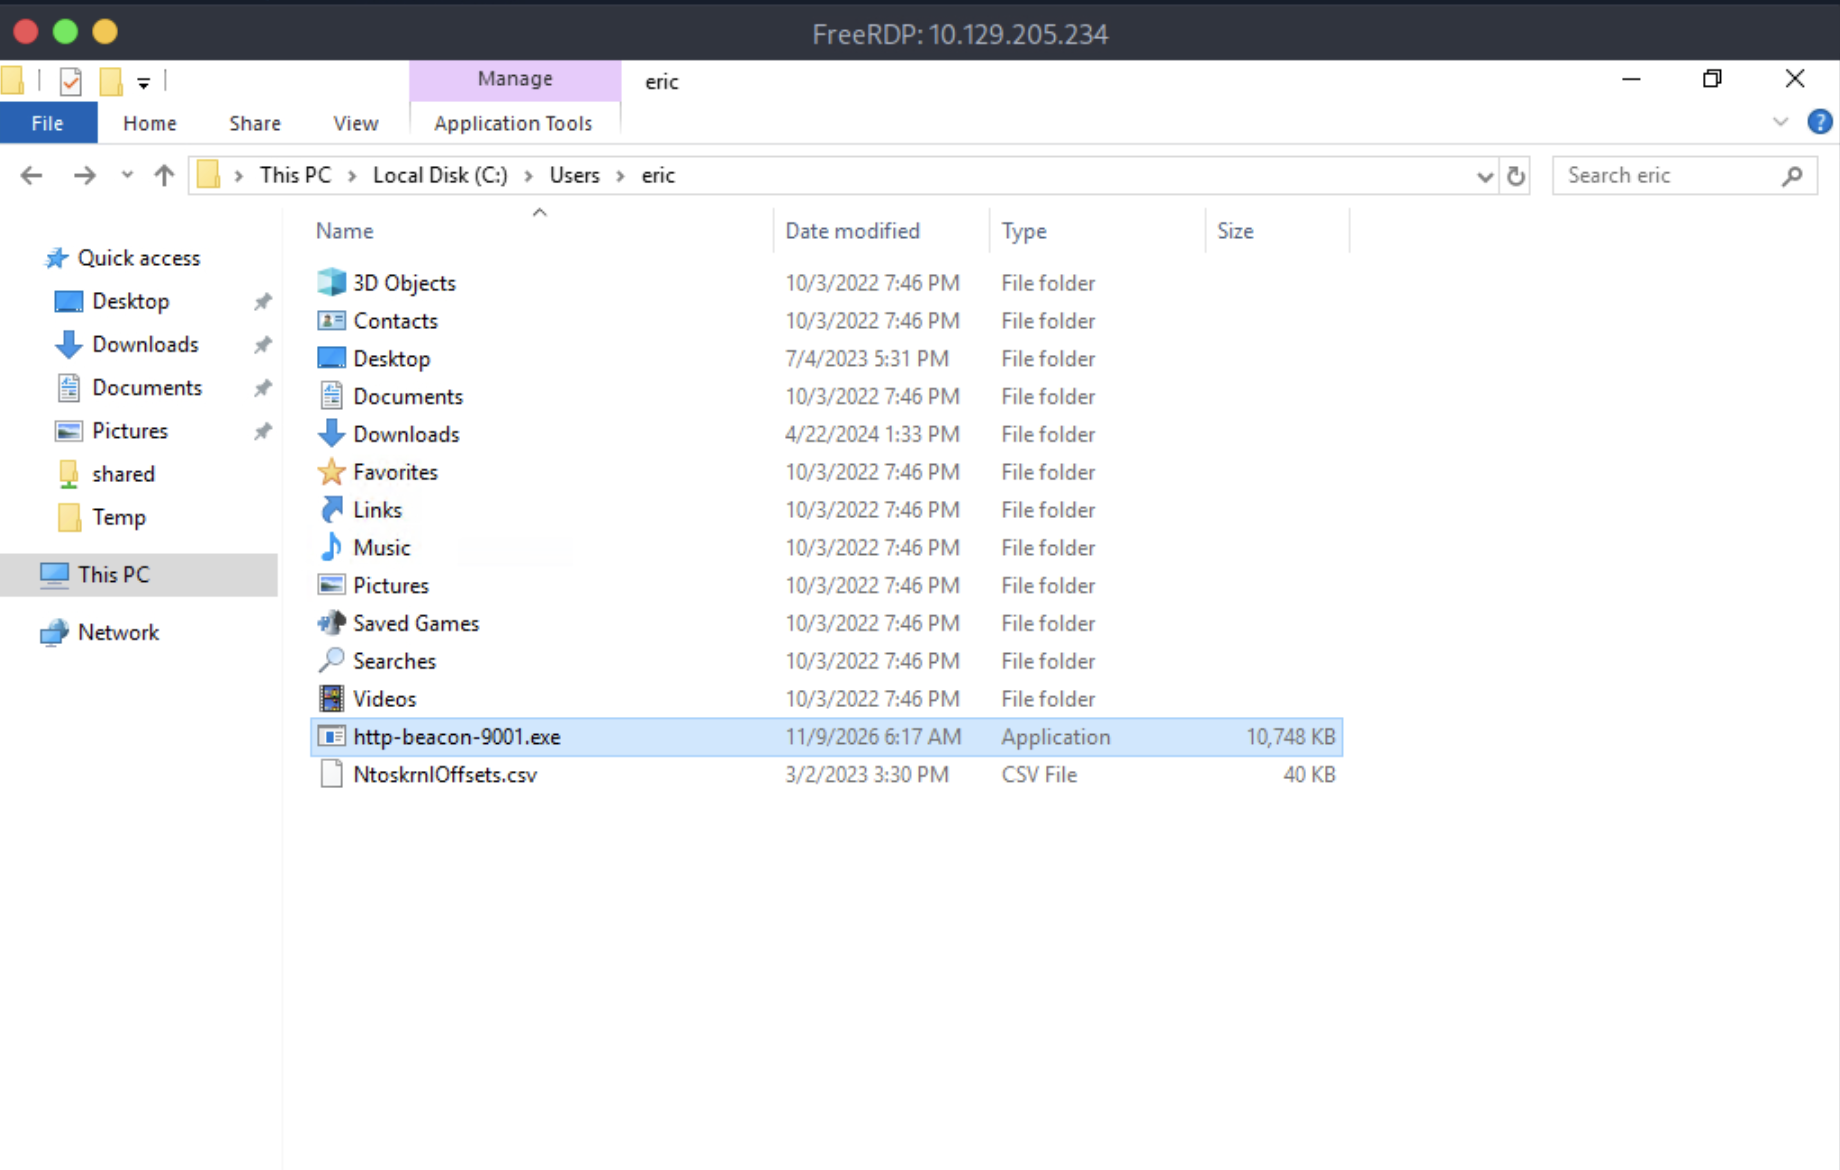 FreeRDP: 10.129.205.234
Manage
eric
File
Home
Share
View
Application Tools
?
This PC
Local Disk (C:)
Users
eric
Search eric
Name
Date modified
Type
Size
Quick access
Desktop
Downloads
Documents
Pictures
shared
Temp
This PC
Network
3D Objects 10/3/2022 7:46 PM File folder
Contacts 10/3/2022 7:46 PM File folder
Desktop 7/4/2023 5:31 PM File folder
Documents 10/3/2022 7:46 PM File folder
Downloads 4/22/2024 1:33 PM File folder
Favorites 10/3/2022 7:46 PM File folder
Links 10/3/2022 7:46 PM File folder
Music 10/3/2022 7:46 PM File folder
Pictures 10/3/2022 7:46 PM File folder
Saved Games 10/3/2022 7:46 PM File folder
Searches 10/3/2022 7:46 PM File folder
Videos 10/3/2022 7:46 PM File folder
http-beacon-9001.exe 11/9/2026 6:17 AM Application 10,748 KB
NtoskrnlOffsets.csv 3/2/2023 3:30 PM CSV File 40 KB